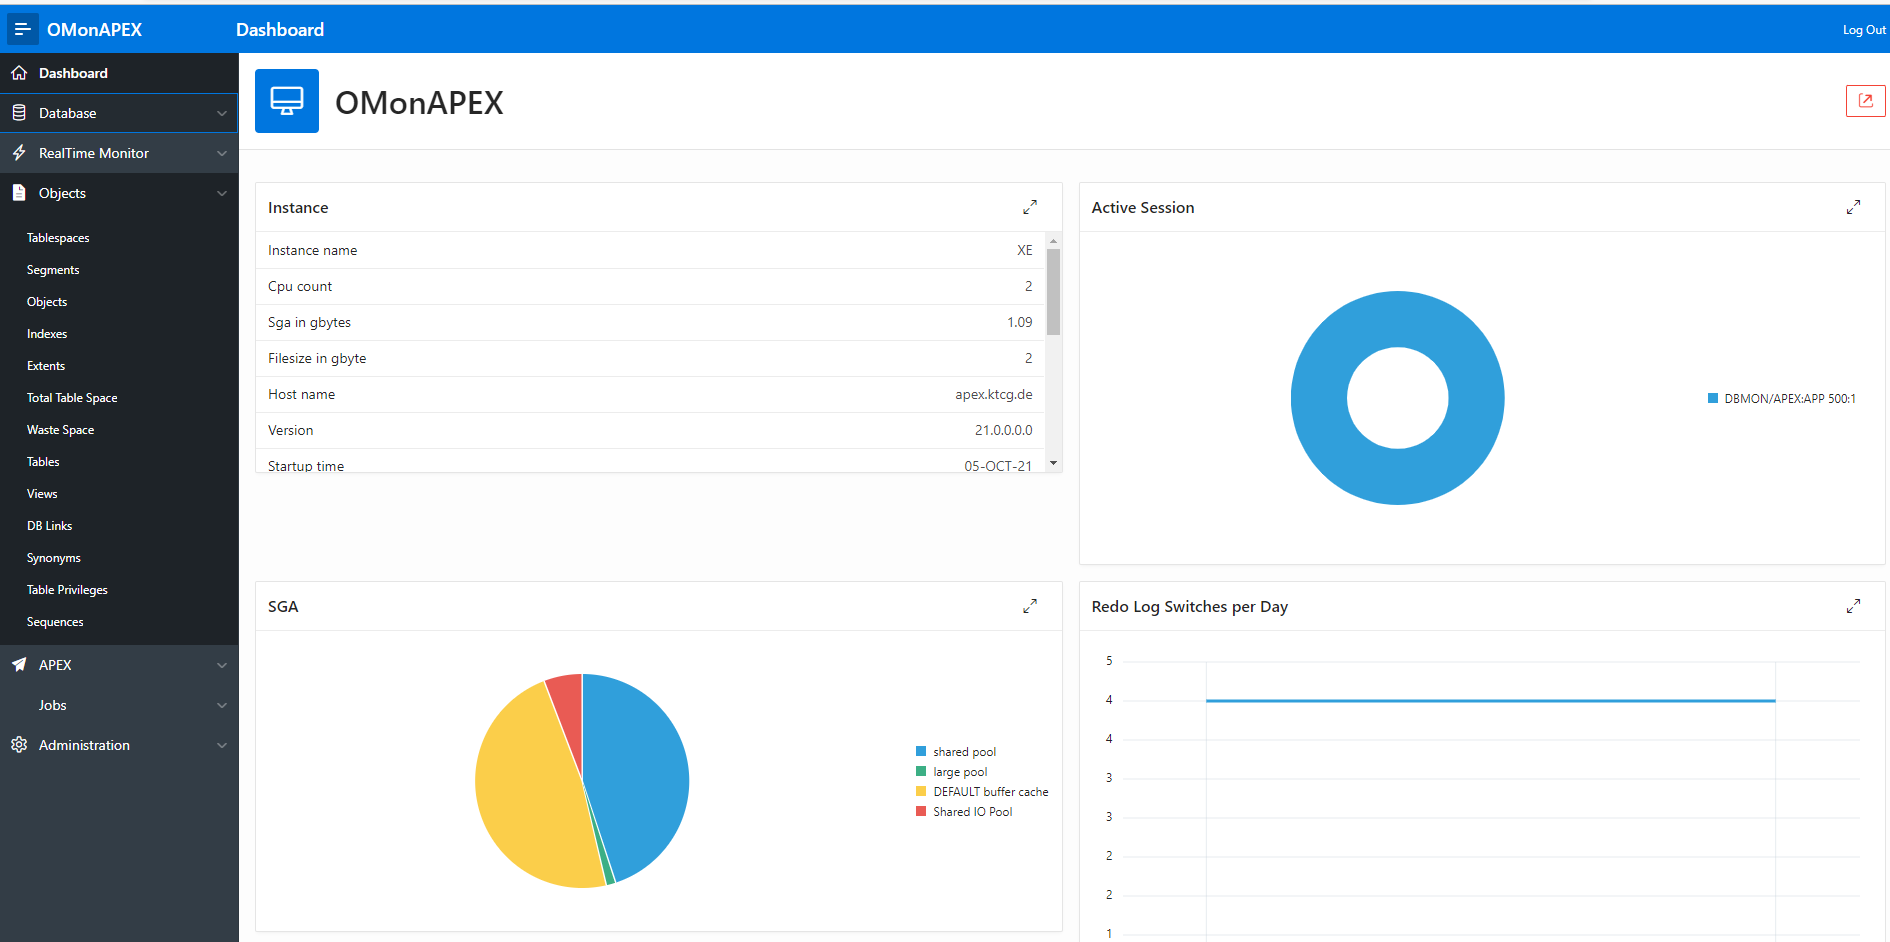 OMonAPEX
Dashboard
Log Out
Dashboard
Database
RealTime Monitor
Objects
Tablespaces
Segments
Objects
Indexes
Extents
Total Table Space
Waste Space
Tables
Views
DB Links
Synonyms
Table Privileges
Sequences
APEX
Jobs
Administration
OMonAPEX
Instance
Instance name XE
Cpu count 2
Sga in gbytes 1.09
Filesize in gbyte 2
Host name apex.ktcg.de
Version 21.0.0.0.0
Startup time 05-OCT-21
Active Session
DBMON/APEX:APP 500:1
SGA
shared pool
large pool
DEFAULT buffer cache
Shared IO Pool
Redo Log Switches per Day
5
4
4
3
3
2
2
1